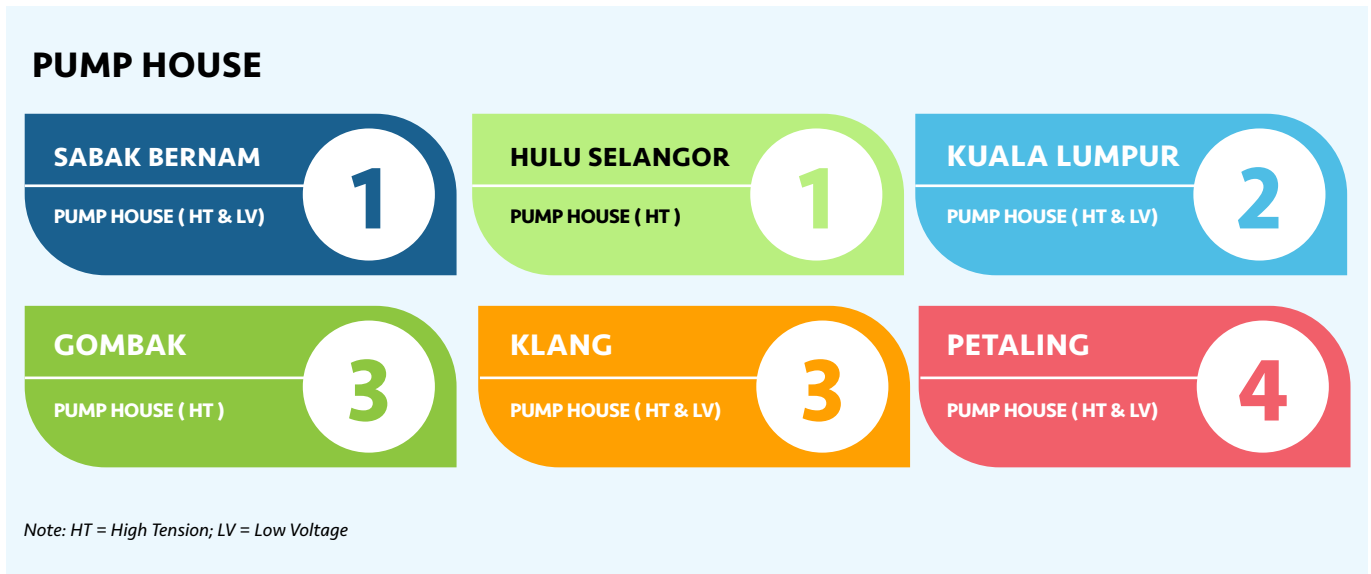 PUMP HOUSE
SABAK BERNAM
1
PUMP HOUSE ( HT & LV)
HULU SELANGOR
1
PUMP HOUSE ( HT )
KUALA LUMPUR
2
PUMP HOUSE ( HT & LV)
GOMBAK
3
PUMP HOUSE ( HT )
KLANG
3
PUMP HOUSE ( HT & LV)
PETALING
4
PUMP HOUSE ( HT & LV)
Note: HT = High Tension; LV = Low Voltage